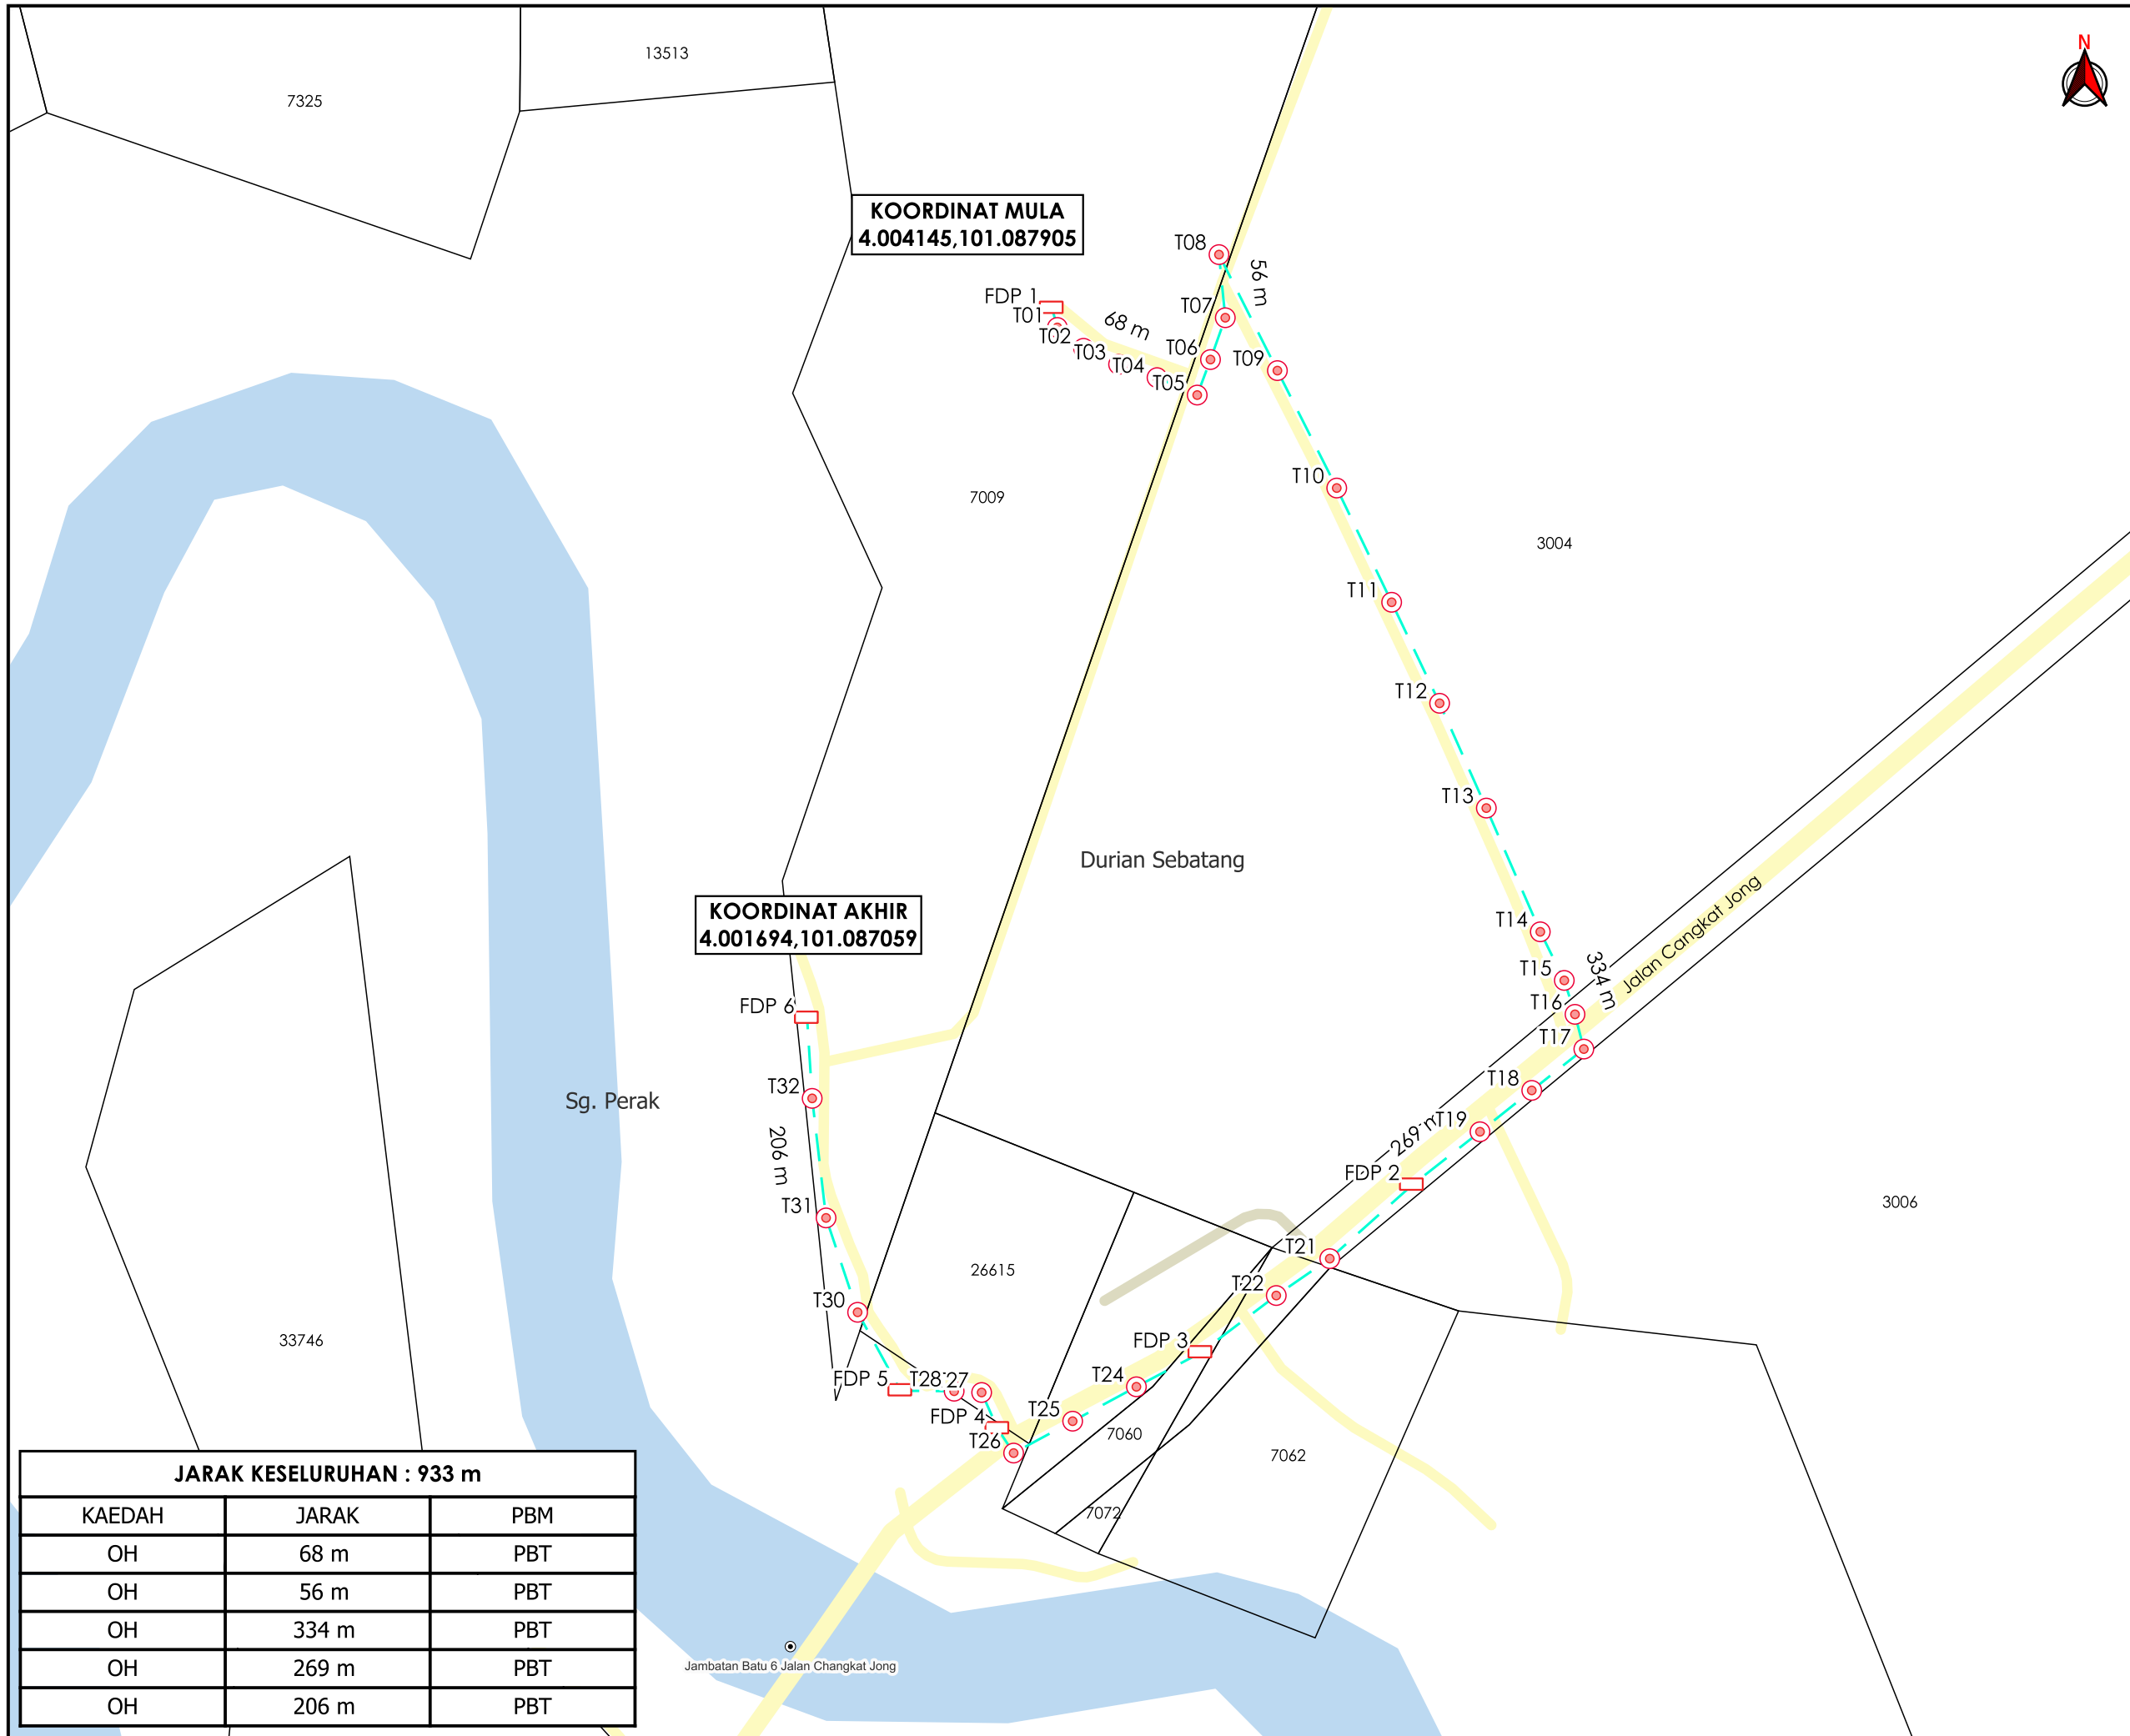 N
13513
7325
KOORDINAT MULA
4.004145,101.087905
T08
56 m
FDP 1
T01
68 m
T07
T02
T06
T03
T09
T04
T05
T10
7009
3004
T11
T12
T13
Durian Sebatang
Jalan Cangkat Jong
KOORDINAT AKHIR
4.001694,101.087059
T14
T15
334 m
FDP 6
T16
T17
T32
T18
Sg. Perak
T19
269 m
206 m
FDP 2
T31
3006
T21
26615
T22
T30
33746
FDP 3
FDP 5
T28
T24
T25
FDP 4
T26
7060
7062
7072
JARAK KESELURUHAN : 933 m
KAEDAH JARAK PBM
OH 68 m PBT
OH 56 m PBT
OH 334 m PBT
OH 269 m PBT
OH 206 m PBT
Jambatan Batu 6 Jalan Changkat Jong